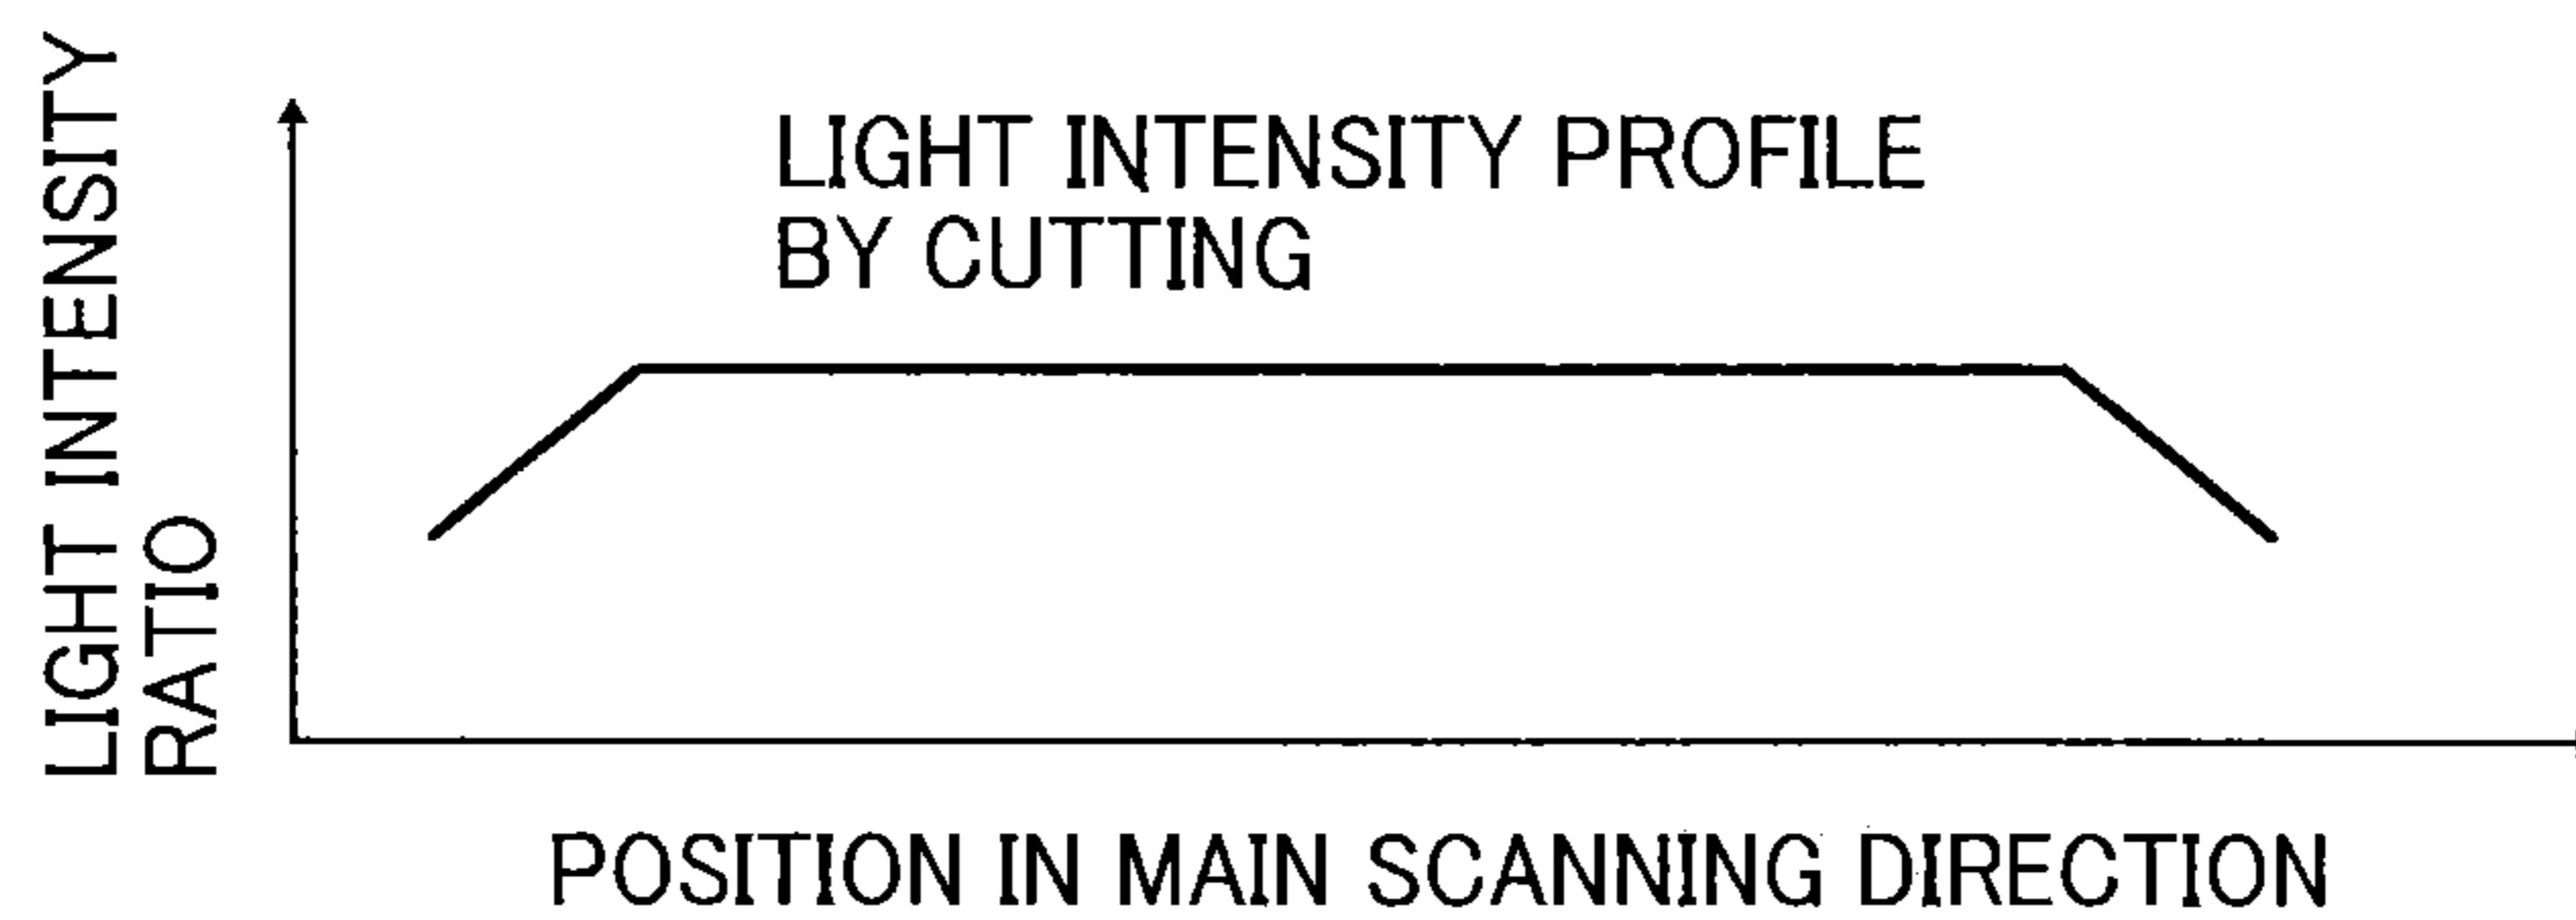 LIGHT INTENSITY
RATIO
LIGHT INTENSITY PROFILE
BY CUTTING
POSITION IN MAIN SCANNING DIRECTION